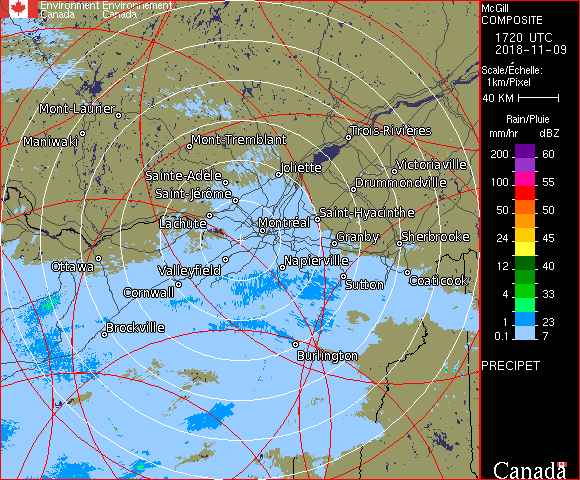 Environment Environnement
Canada Canada
McGill
COMPOSITE
1720 UTC
2018-11-09
Scale/Échelle:
1km/Pixel
40 KM
Rain/Pluie
mm/hr dBZ
200 60
100 55
50 50
24 45
12 40
4 33
1 23
0.1 7
PRECIPET
Canada
Mont-Laurier
Maniwaki
Mont-Tremblant
Trois-Rivières
Sainte-Adèle
Joliette
Victoriaville
Saint-Jérôme
Drummondville
Lachute
Montréal
Saint-Hyacinthe
Granby
Sherbrooke
Ottawa
Valleyfield
Napierville
Cornwall
Sutton
Coaticook
Brockville
Burlington